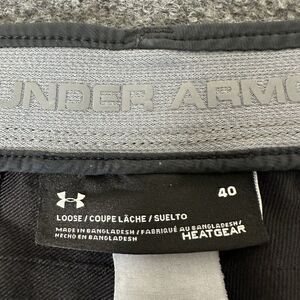 UNDER ARMO
40
LOOSE / COUPE LÂCHE / SUELTO
MADE IN BANGLADESH / FABRIQUÉ AU BANGLADESH /
HECHO EN BANGLADESH
HEATGEAR